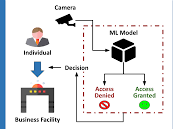 Camera
ML Model
Individual
Decision
Access
Denied
Access
Granted
Business Facility